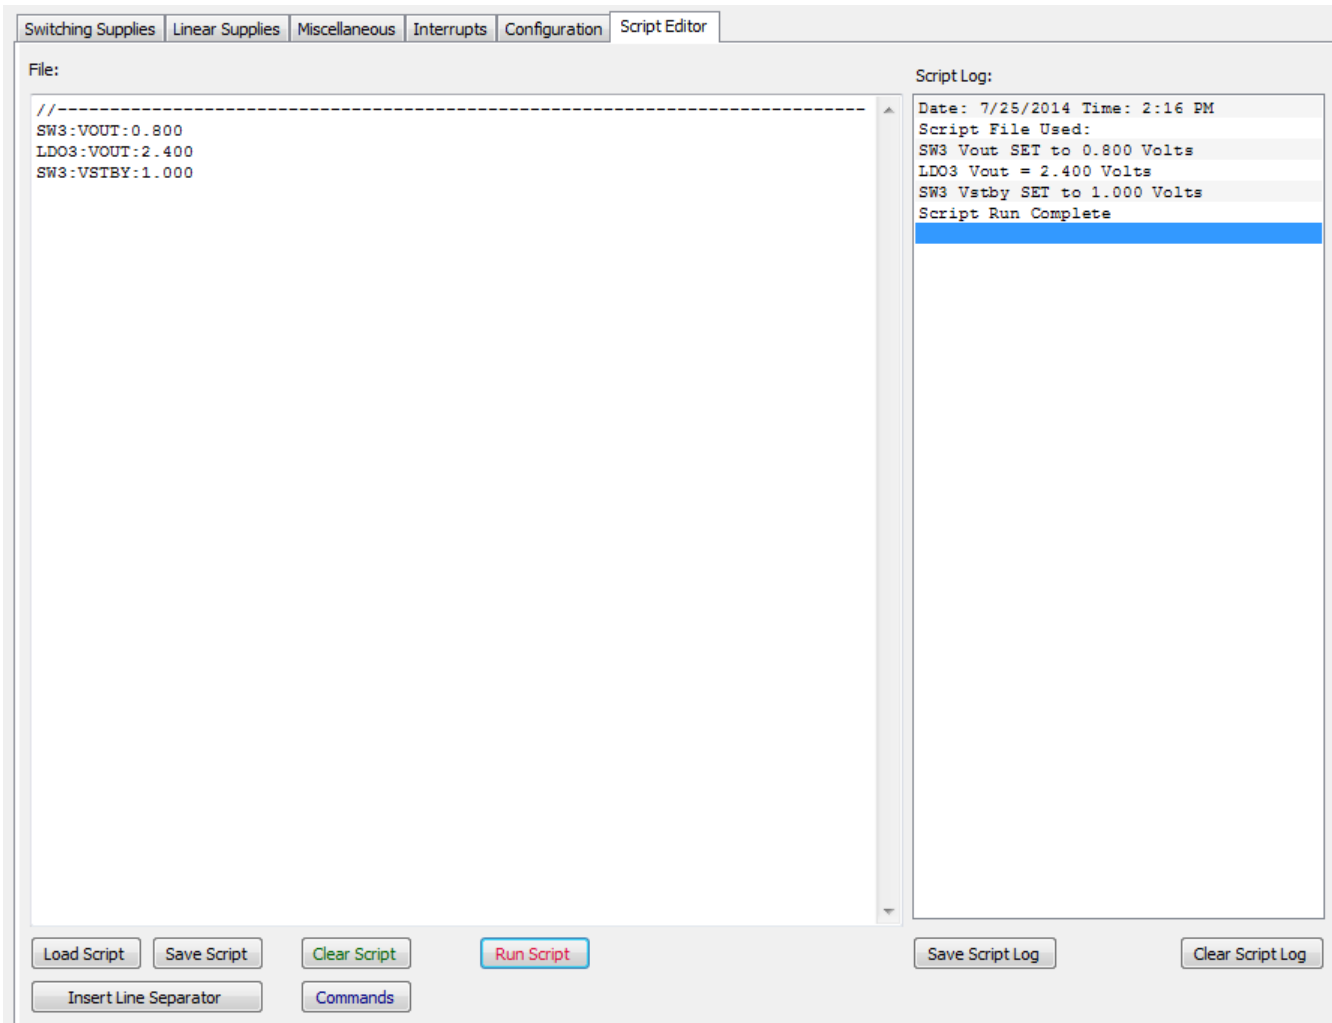 Switching Supplies Linear Supplies Miscellaneous Interrupts Configuration Script Editor
File:
//-----------------------------------------------------------------------------
SW3:VOUT:0.800
LDO3:VOUT:2.400
SW3:VSTBY:1.000
Script Log:
Date: 7/25/2014 Time: 2:16 PM
Script File Used:
SW3 Vout SET to 0.800 Volts
LDO3 Vout = 2.400 Volts
SW3 Vstby SET to 1.000 Volts
Script Run Complete
Load Script Save Script Clear Script Run Script Save Script Log Clear Script Log
Insert Line Separator Commands